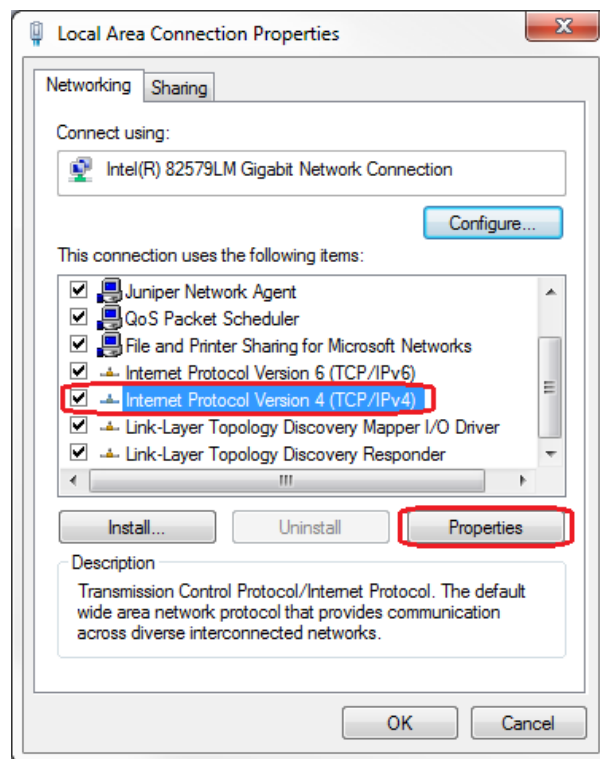 Local Area Connection Properties
Networking
Sharing
Connect using:
Intel(R) 82579LM Gigabit Network Connection
Configure...
This connection uses the following items:
Juniper Network Agent
QoS Packet Scheduler
File and Printer Sharing for Microsoft Networks
Internet Protocol Version 6 (TCP/IPv6)
Internet Protocol Version 4 (TCP/IPv4)
Link-Layer Topology Discovery Mapper I/O Driver
Link-Layer Topology Discovery Responder
Install...
Uninstall
Properties
Description
Transmission Control Protocol/Internet Protocol. The default
wide area network protocol that provides communication
across diverse interconnected networks.
OK
Cancel